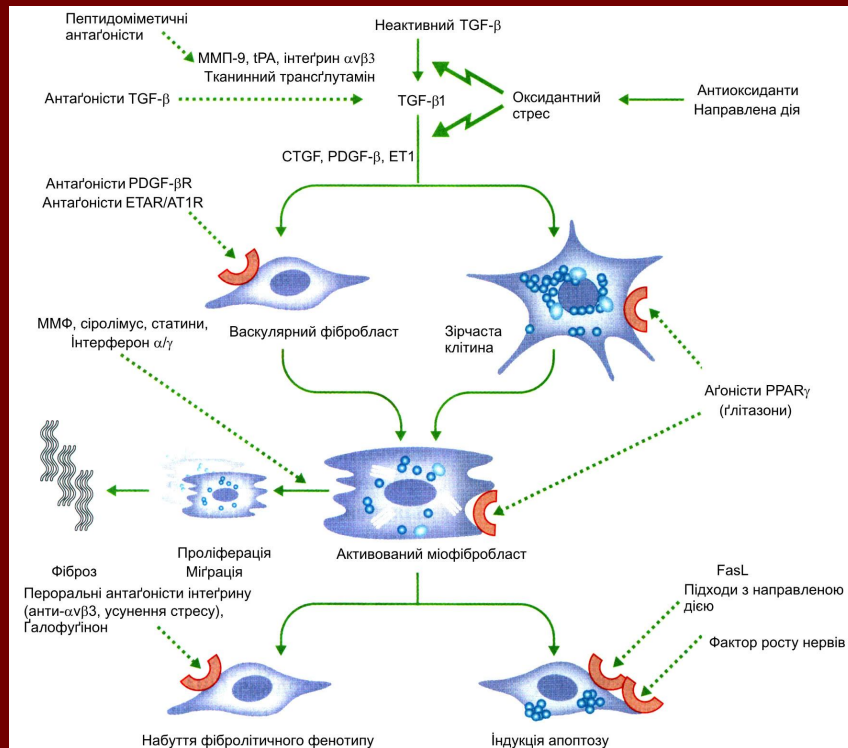 Пептидоміметичні
антаґоністи
Неактивний TGF-β
ММП-9, tPA, інтеґрин αvβ3
Тканинний трансґлутамін
Антаґоністи TGF-β
TGF-β1
Оксидантний
стрес
Антиоксиданти
Направлена дія
CTGF, PDGF-β, ET1
Антаґоністи PDGF-βR
Антаґоністи ETAR/AT1R
ММФ, сіролімус, статини,
Інтерферон α/γ
Васкулярний фібробласт
Зірчаста
клітина
Аґоністи PPARγ
(ґлітазони)
Проліферація
Міґрація
Активований міофібробласт
Фіброз
Пероральні антаґоністи інтеґрину
(анти-αvβ3, усунення стресу),
Ґалофуґінон
FasL
Підходи з направленою
дією
Фактор росту нервів
Набуття фібролітичного фенотипу
Індукція апоптозу